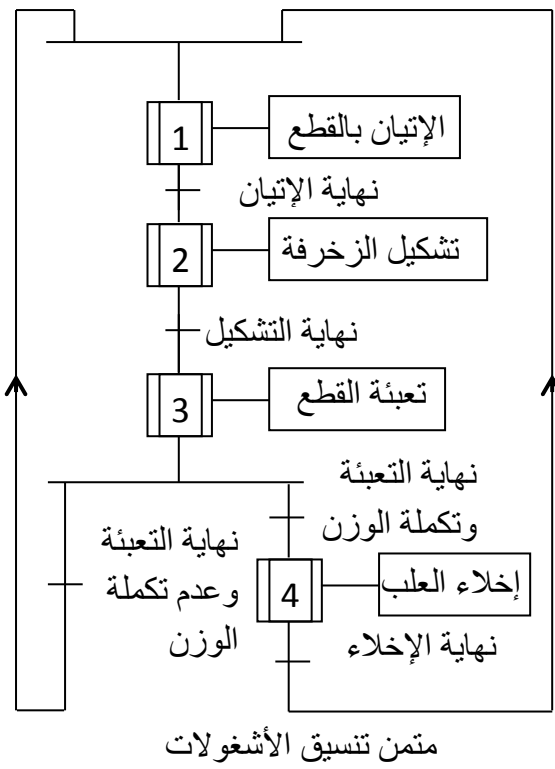 1
الإتيان بالقطع
نهاية الإتيان
2
تشكيل الزخرفة
نهاية التشكيل
3
تعبئة القطع
نهاية التعبئة
وتكملة الوزن
نهاية التعبئة
وعدم تكملة
الوزن
4
إخلاء العلب
نهاية الإخلاء
متمن تنسيق الأشغولات